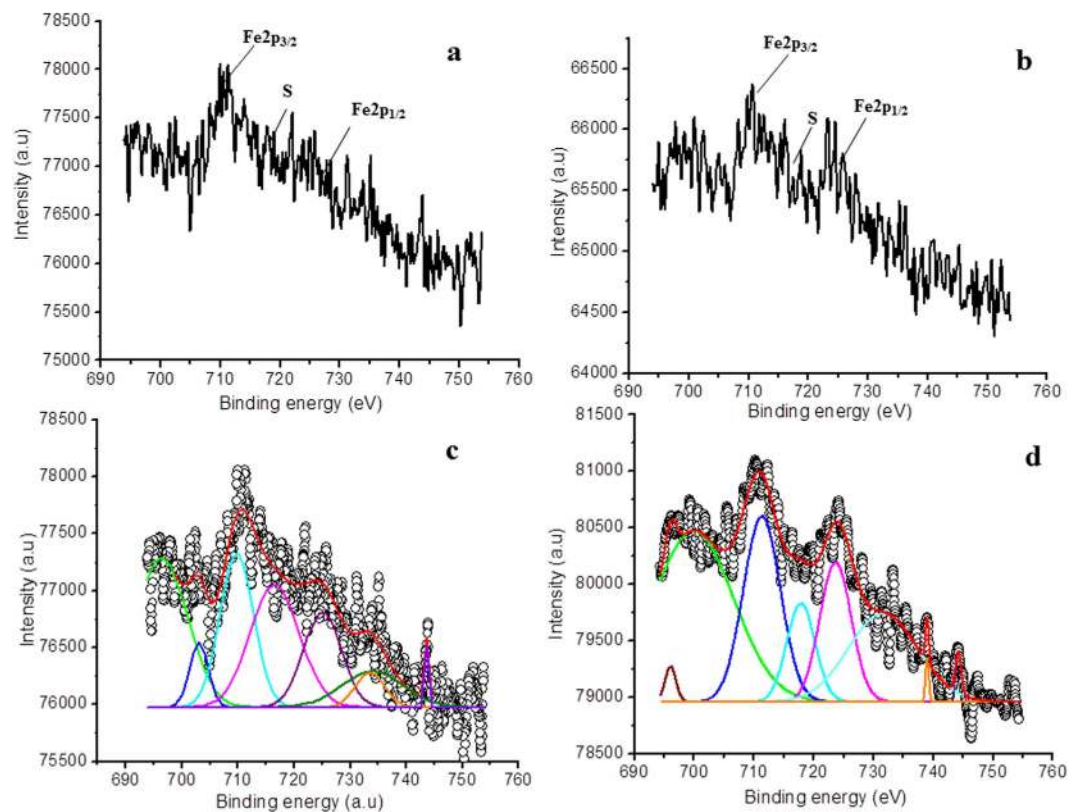 a
Fe2p3/2
S
Fe2p1/2
78500
78000
77500
77000
76500
76000
75500
75000
Intensity (a.u)
690 700 710 720 730 740 750 760
Binding energy (eV)
b
Fe2p3/2
S
Fe2p1/2
66500
66000
65500
65000
64500
64000
Intensity (a.u)
690 700 710 720 730 740 750 760
Binding energy (eV)
c
78500
78000
77500
77000
76500
76000
75500
Intensity (a.u)
690 700 710 720 730 740 750 760
Binding energy (a.u)
d
81500
81000
80500
80000
79500
79000
78500
Intensity (a.u)
690 700 710 720 730 740 750 760
Binding energy (eV)